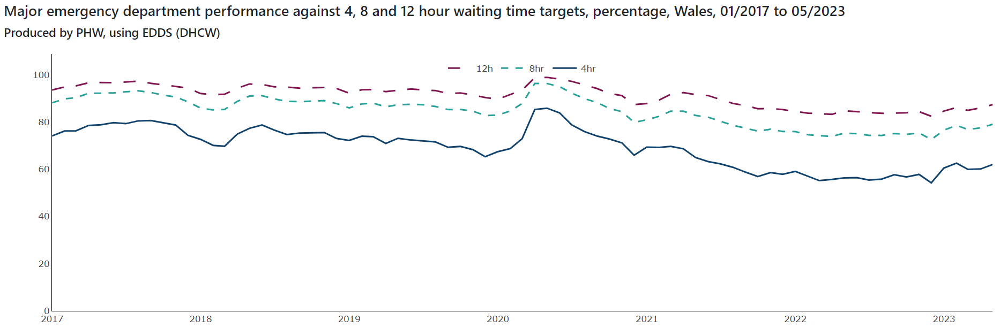 Major emergency department performance against 4, 8 and 12 hour waiting time targets, percentage, Wales, 01/2017 to 05/2023
Produced by PHW, using EDDS (DHCW)
12h 8hr 4hr
100
80
60
40
20
0
2017 2018 2019 2020 2021 2022 2023